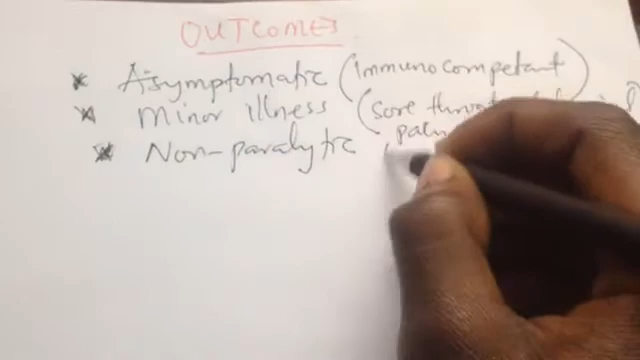 OUTCOMES
* Asymptomatic (Immunocompetent)
* Minor illness (sore throat
* Non-paralytic (